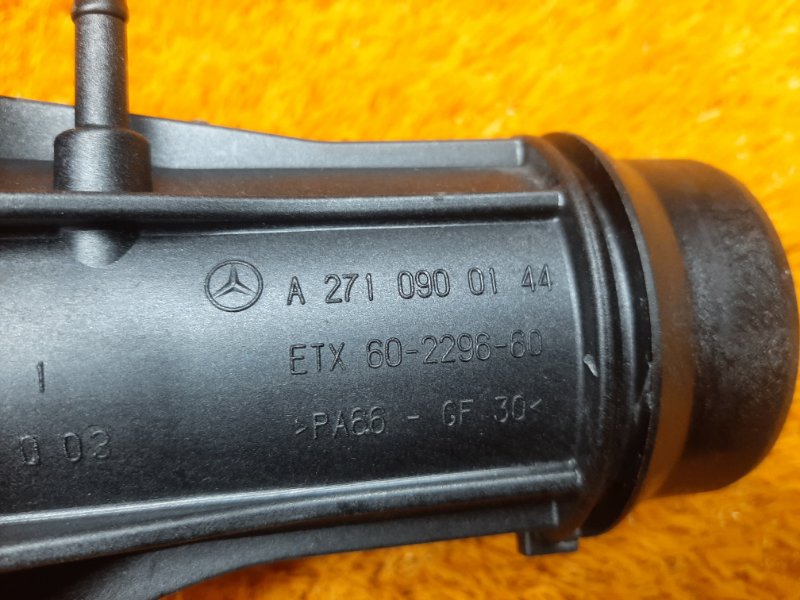 A 271 090 01 44
ETX 60-2296-60
>PA66 - GF 30<
1
0 03